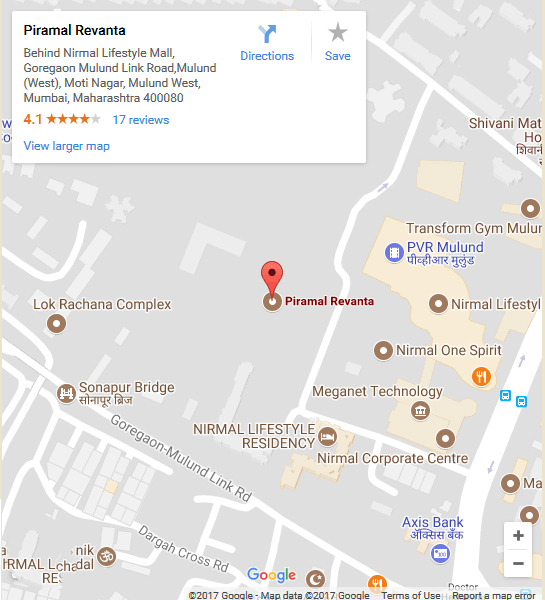 Piramal Revanta
Behind Nirmal Lifestyle Mall,
Goregaon Mulund Link Road,Mulund
(West), Moti Nagar, Mulund West,
Mumbai, Maharashtra 400080
4.1 17 reviews
View larger map
Directions
Save
Shivani Mat
Ho
शिवानी
Transform Gym Mulun
PVR Mulund
पीव्हीआर मुलुंड
Piramal Revanta
Nirmal Lifestyl
Lok Rachana Complex
Nirmal One Spirit
Sonapur Bridge
सोनापूर ब्रिज
Meganet Technology
NIRMAL LIFESTYLE
RESIDENCY
Nirmal Corporate Centre
Goregaon-Mulund Link Rd
Ma
Axis Bank
ऑक्सिस बँक
Dargah Cross Rd
nik
dal
Google
Doctor
+
−
©2017 Google - Map data ©2017 Google Terms of Use Report a map error